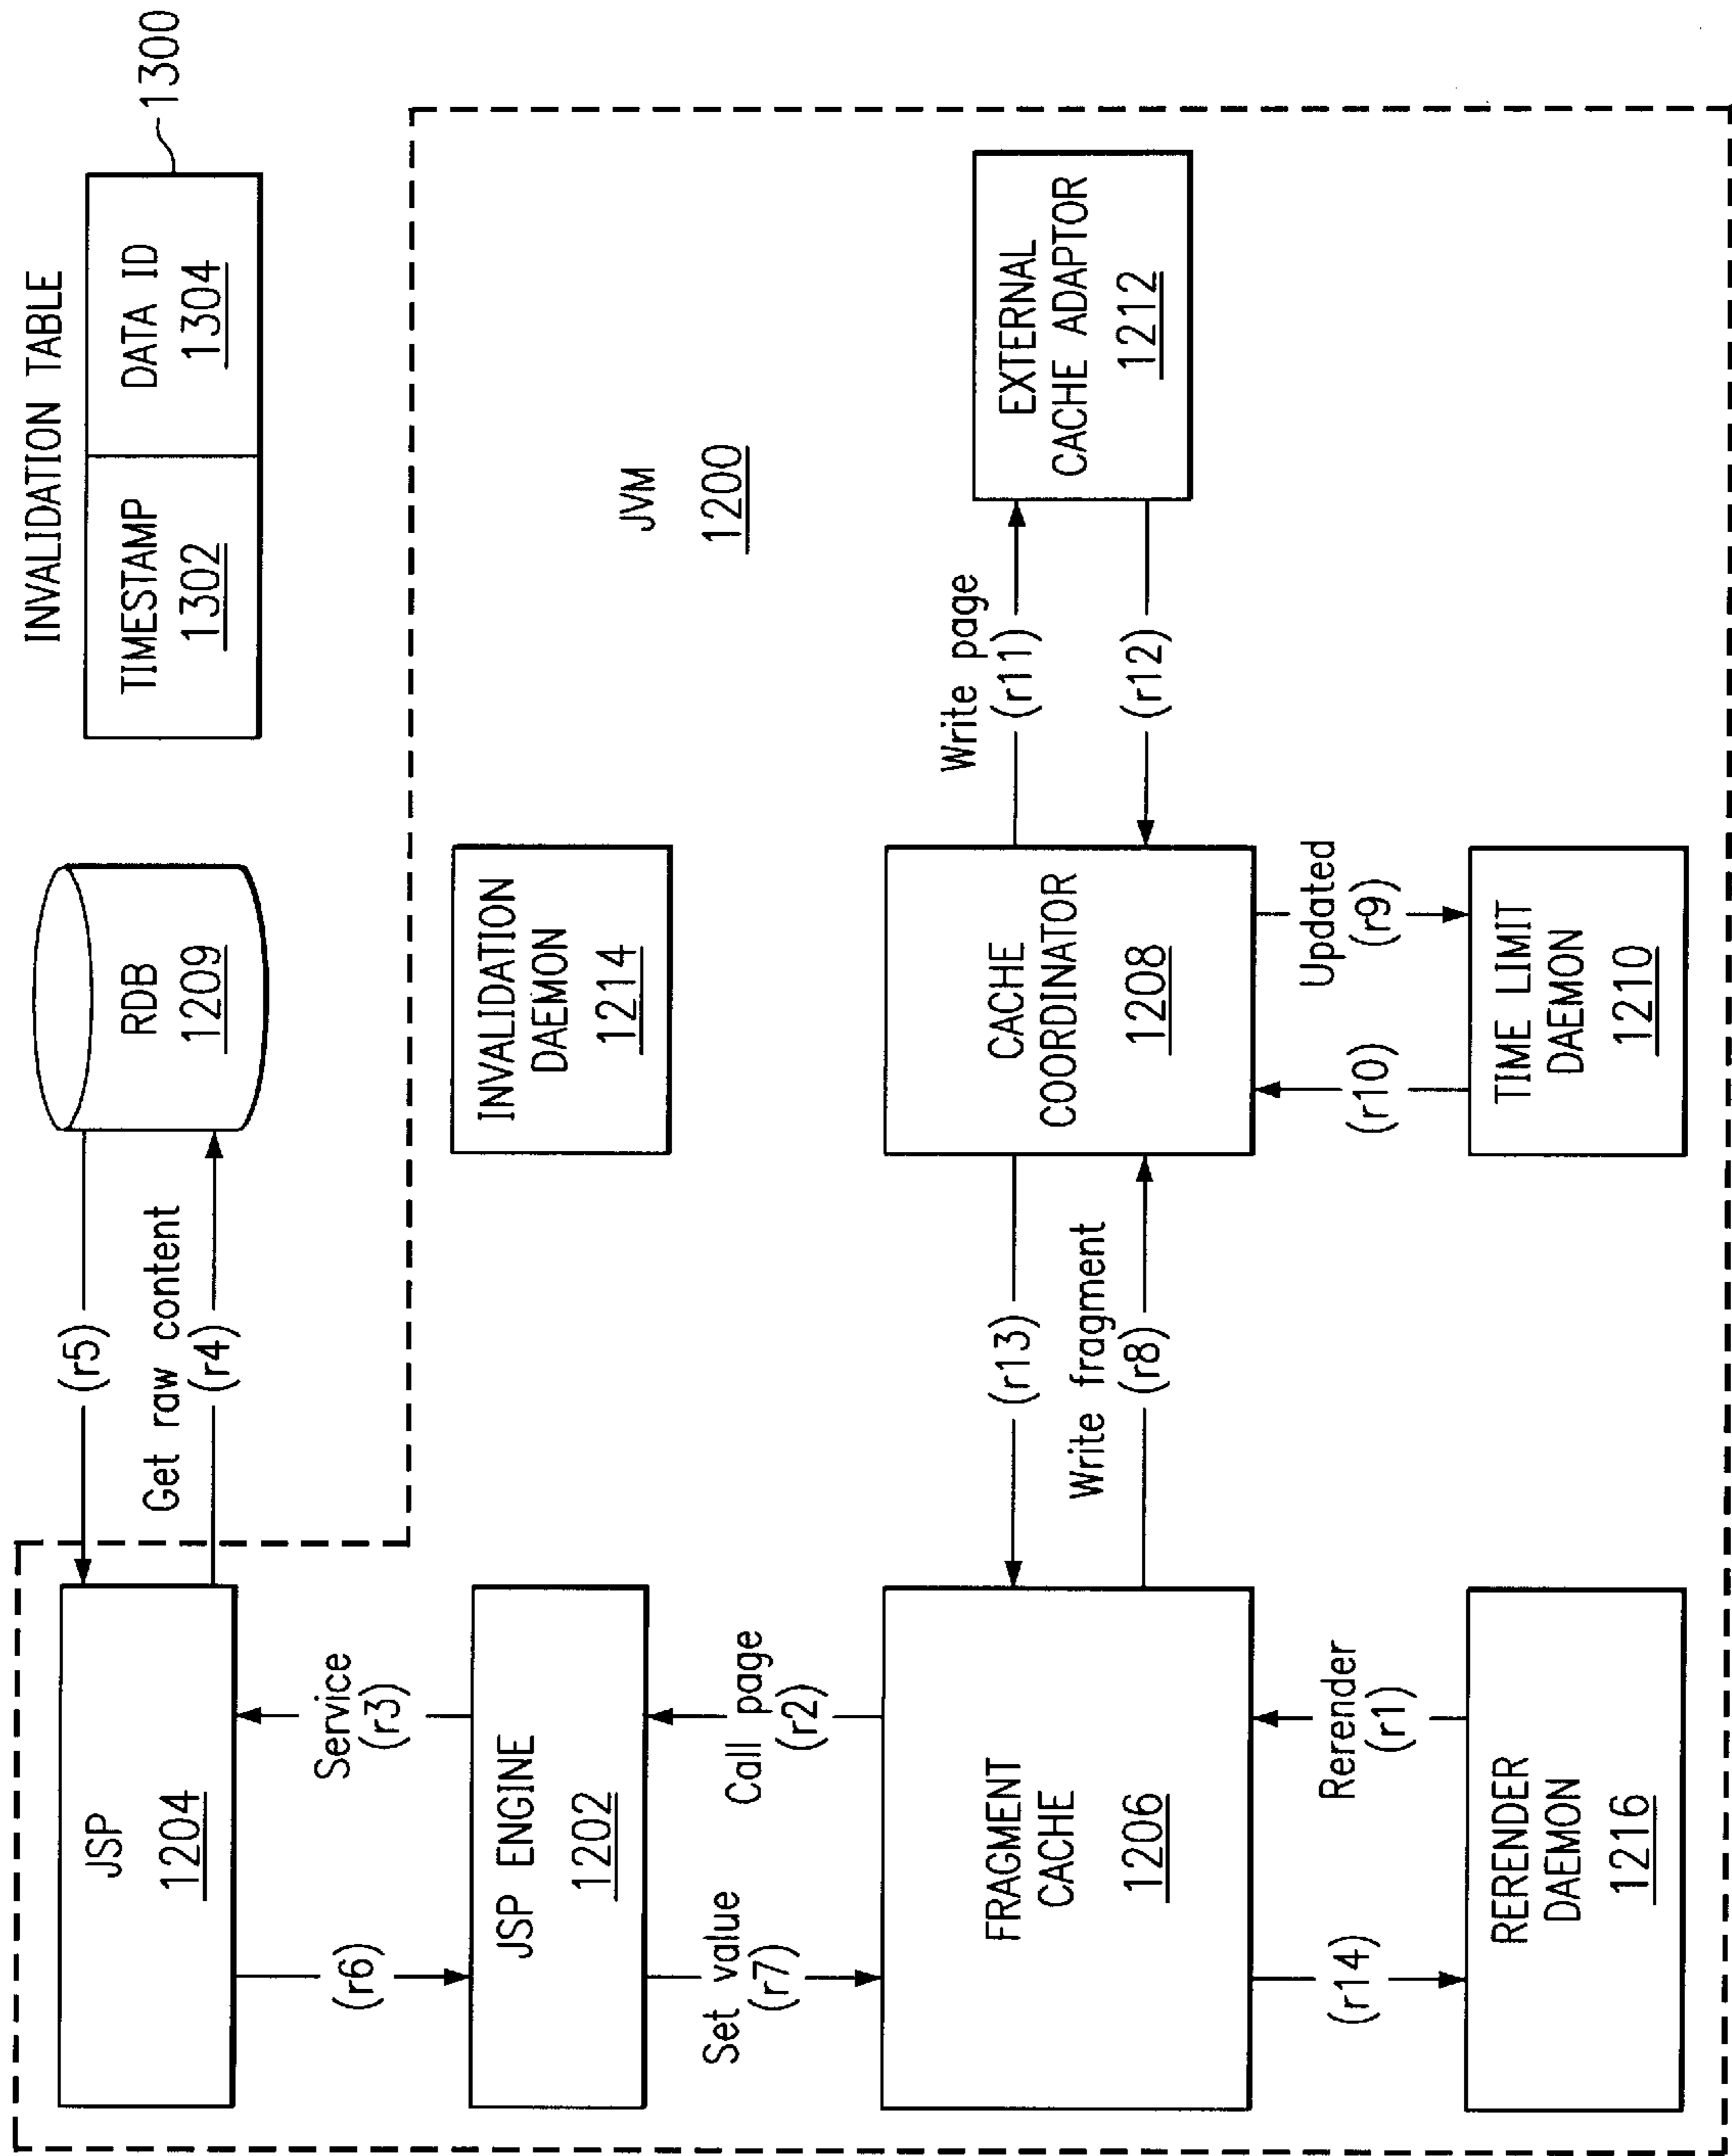 INVALIDATION TABLE
TIMESTAMP
1302
DATA ID
1304
1300
RDB
1209
(r5)
Get raw content
(r4)
JSP
1204
Service
(r3)
(r6)
JSP ENGINE
1202
INVALIDATION
DAEMON
1214
JVM
1200
Call page
(r2)
Set value
(r7)
FRAGMENT
CACHE
1206
(r13)
Write fragment
(r8)
CACHE
COORDINATOR
1208
Write page
(r11)
(r12)
EXTERNAL
CACHE ADAPTOR
1212
Rerender
(r1)
(r14)
Updated
(r9)
(r10)
RERENDER
DAEMON
1216
TIME LIMIT
DAEMON
1210